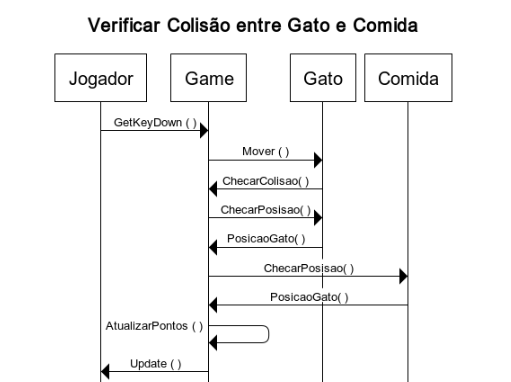 Verificar Colisão entre Gato e Comida
Jogador
Game
Gato
Comida
GetKeyDown ( )
Mover ( )
ChecarColisao( )
ChecarPosisao( )
PosicaoGato( )
ChecarPosisao( )
PosicaoGato( )
AtualizarPontos ( )
Update ( )